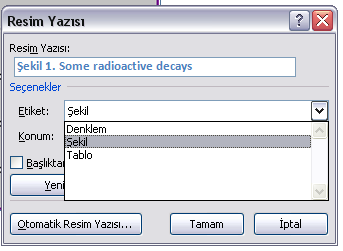 Resim Yazısı
Resim Yazısı:
Şekil 1. Some radioactive decays
Seçenekler
Etiket: Şekil
Denklem
Konum: Şekil
Tablo
Başlıktan
Yeni
Otomatik Resim Yazısı... Tamam İptal